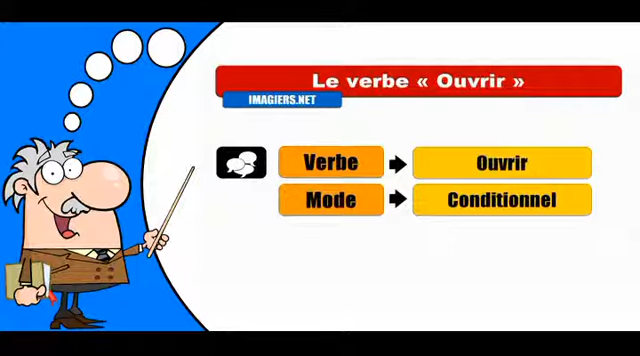 Le verbe « Ouvrir »
IMAGIERS.NET
Verbe Ouvrir
Mode Conditionnel